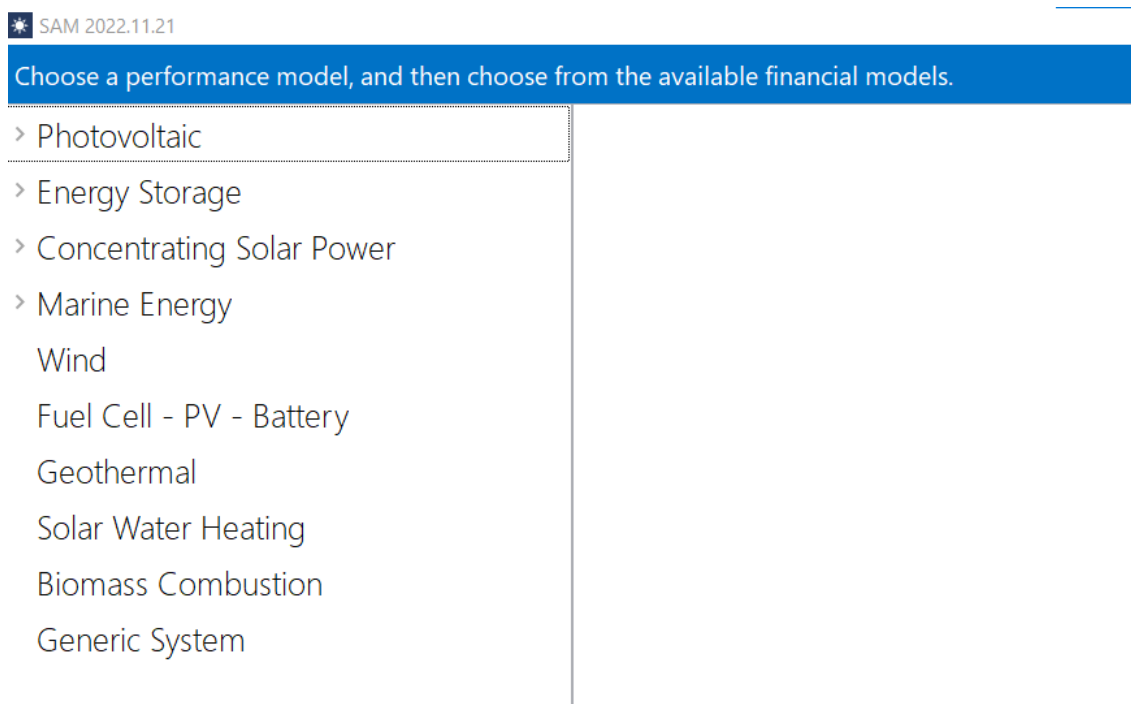 SAM 2022.11.21
Choose a performance model, and then choose from the available financial models.
Photovoltaic
Energy Storage
Concentrating Solar Power
Marine Energy
Wind
Fuel Cell - PV - Battery
Geothermal
Solar Water Heating
Biomass Combustion
Generic System